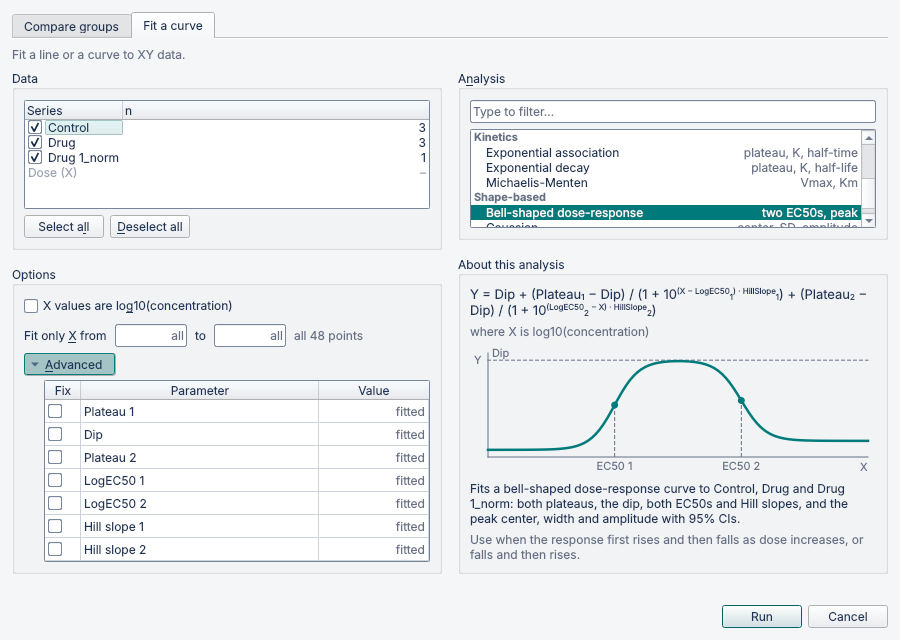 Compare groups
Fit a curve
Fit a line or a curve to XY data.
Data
Series n
Control 3
Drug 3
Drug 1_norm 1
Dose (X) –
Select all
Deselect all
Options
X values are log10(concentration)
Fit only X from all to all all 48 points
Advanced
Fix Parameter Value
Plateau 1 fitted
Dip fitted
Plateau 2 fitted
LogEC50 1 fitted
LogEC50 2 fitted
Hill slope 1 fitted
Hill slope 2 fitted
Analysis
Type to filter...
Kinetics
Exponential association plateau, K, half-time
Exponential decay plateau, K, half-life
Michaelis-Menten Vmax, Km
Shape-based
Bell-shaped dose-response two EC50s, peak
Gaussian center, SD, amplitude
About this analysis
Y = Dip + (Plateau₁ − Dip) / (1 + 10^(X − LogEC50₁) · HillSlope₁) + (Plateau₂ −
Dip) / (1 + 10^(LogEC50₂ − X) · HillSlope₂)
where X is log10(concentration)
Y Dip
EC50 1 EC50 2 X
Fits a bell-shaped dose-response curve to Control, Drug and Drug
1_norm: both plateaus, the dip, both EC50s and Hill slopes, and the
peak center, width and amplitude with 95% CIs.
Use when the response first rises and then falls as dose increases, or
falls and then rises.
Run
Cancel